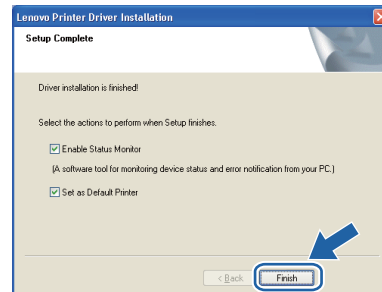 Lenovo Printer Driver Installation
Setup Complete
Driver installation is finished!
Select the actions to perform when Setup finishes.
Enable Status Monitor
(A software tool for monitoring device status and error notification from your PC.)
Set as Default Printer
< Back
Finish